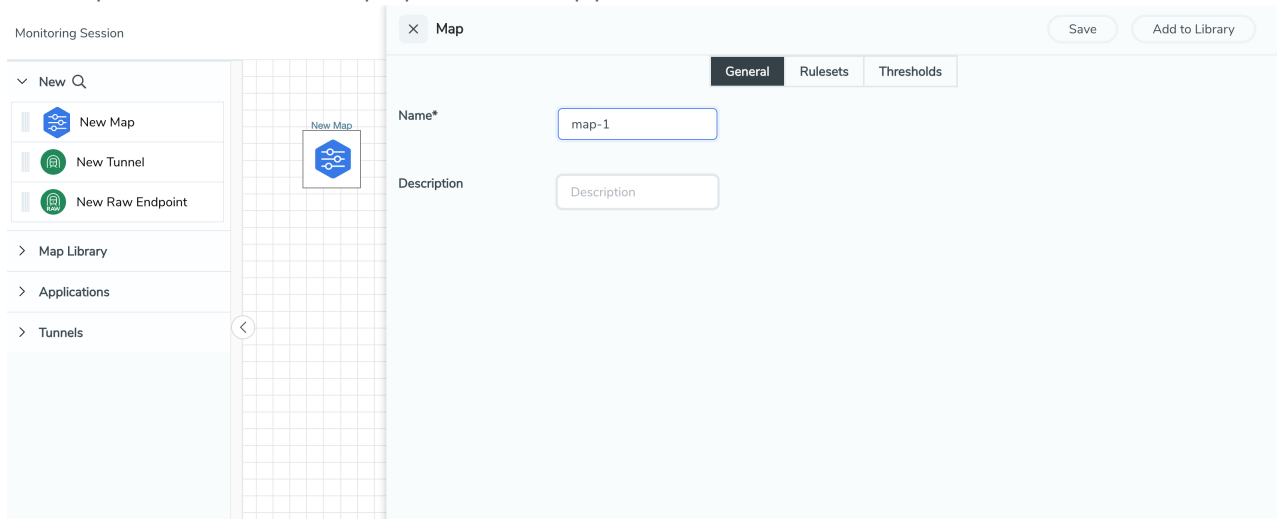 Monitoring Session
New
New Map
New Tunnel
RAW
New Raw Endpoint
Map Library
Applications
Tunnels
New Map
Map
Save
Add to Library
General
Rulesets
Thresholds
Name*
map-1
Description
Description